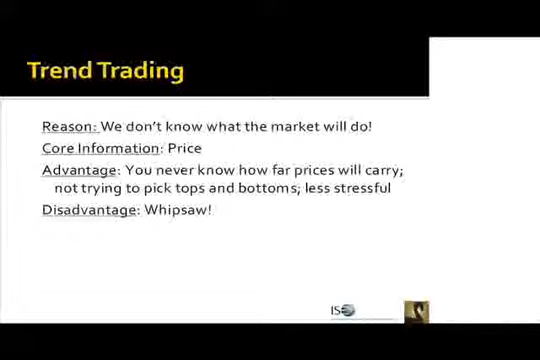 Trend Trading
Reason: We don't know what the market will do!
Core Information: Price
Advantage: You never know how far prices will carry;
not trying to pick tops and bottoms; less stressful
Disadvantage: Whipsaw!
ISE